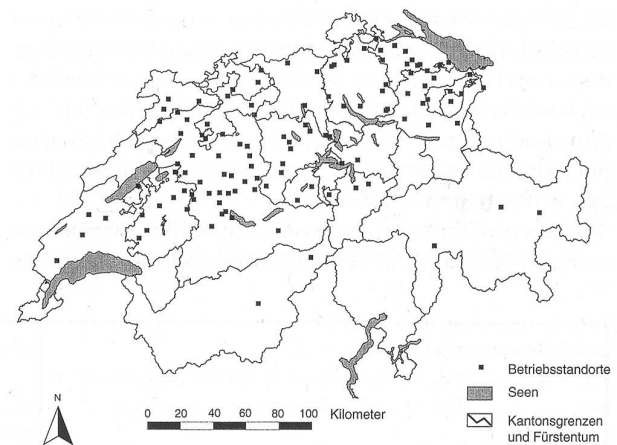 Betriebsstandorte
Seen
Kantonsgrenzen
und Fürstentum
N
0 20 40 60 80 100 Kilometer